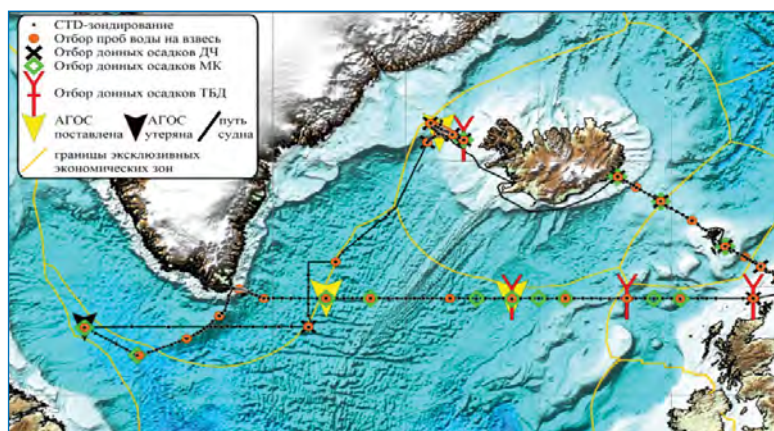 СТD-зондирование
Отбор проб воды на взвесь
Отбор донных осадков ДЧ
Отбор донных осадков МК
Отбор донных осадков ТБД
АГОС поставлена
АГОС утеряна
путь судна
границы эксклюзивных
экономических зон